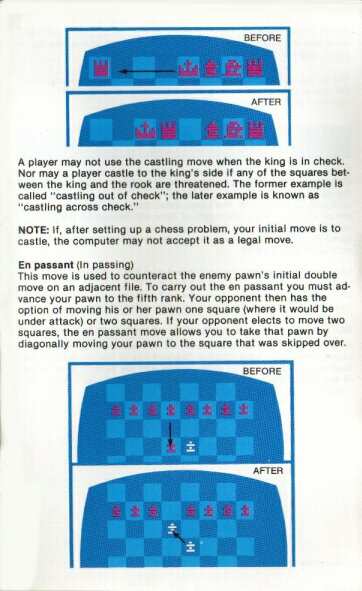 BEFORE
AFTER
A player may not use the castling move when the king is in check.
Nor may a player castle to the king's side if any of the squares bet-
ween the king and the rook are threatened. The former example is
called "castling out of check"; the later example is known as
"castling across check."
NOTE: If, after setting up a chess problem, your initial move is to
castle, the computer may not accept it as a legal move.
En passant (In passing)
This move is used to counteract the enemy pawn's initial double
move on an adjacent file. To carry out the en passant you must ad-
vance your pawn to the fifth rank. Your opponent then has the
option of moving his or her pawn one square (where it would be
under attack) or two squares. If your opponent elects to move two
squares, the en passant move allows you to take that pawn by
diagonally moving your pawn to the square that was skipped over.
BEFORE
AFTER